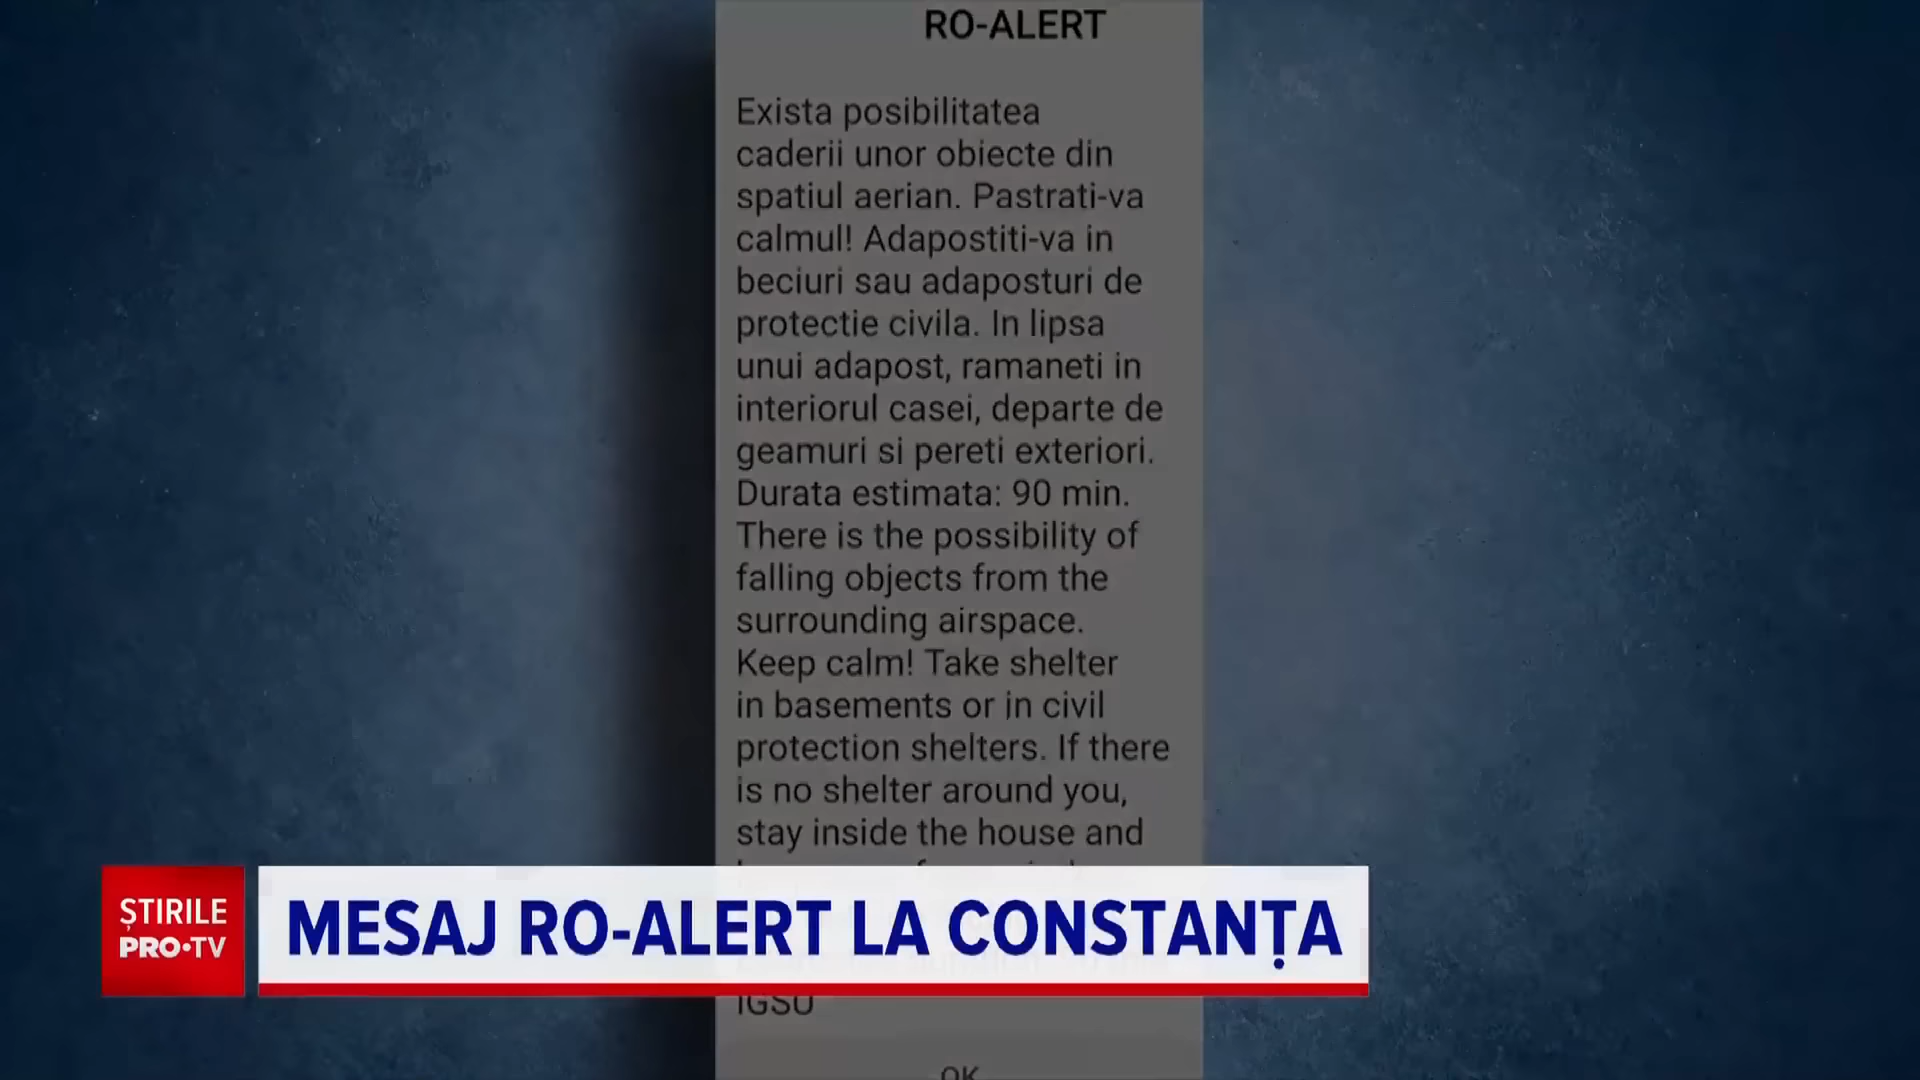 RO-ALERT
Exista posibilitatea
caderii unor obiecte din
spatiul aerian. Pastrati-va
calmul! Adapostiti-va in
beciuri sau adaposturi de
protectie civila. In lipsa
unui adapost, ramaneti in
interiorul casei, departe de
geamuri si pereti exteriori.
Durata estimata: 90 min.
There is the possibility of
falling objects from the
surrounding airspace.
Keep calm! Take shelter
in basements or in civil
protection shelters. If there
is no shelter around you,
stay inside the house and
ȘTIRILE
PRO•TV
MESAJ RO-ALERT LA CONSTANȚA
IGSU
OK